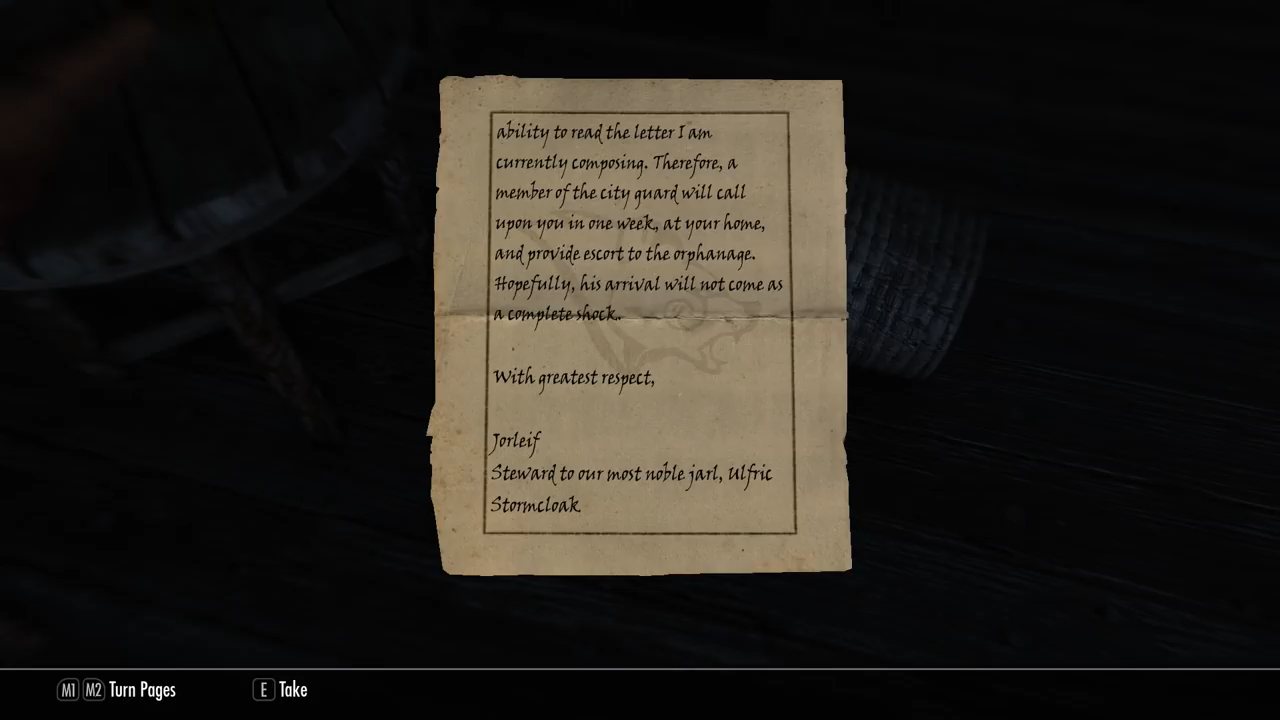 ability to read the letter I am
currently composing. Therefore, a
member of the city guard will call
upon you in one week, at your home,
and provide escort to the orphanage.
Hopefully, his arrival will not come as
a complete shock.
With greatest respect,
Jorleif
Steward to our most noble jarl, Ulfric
Stormcloak
M1 M2 Turn Pages E Take